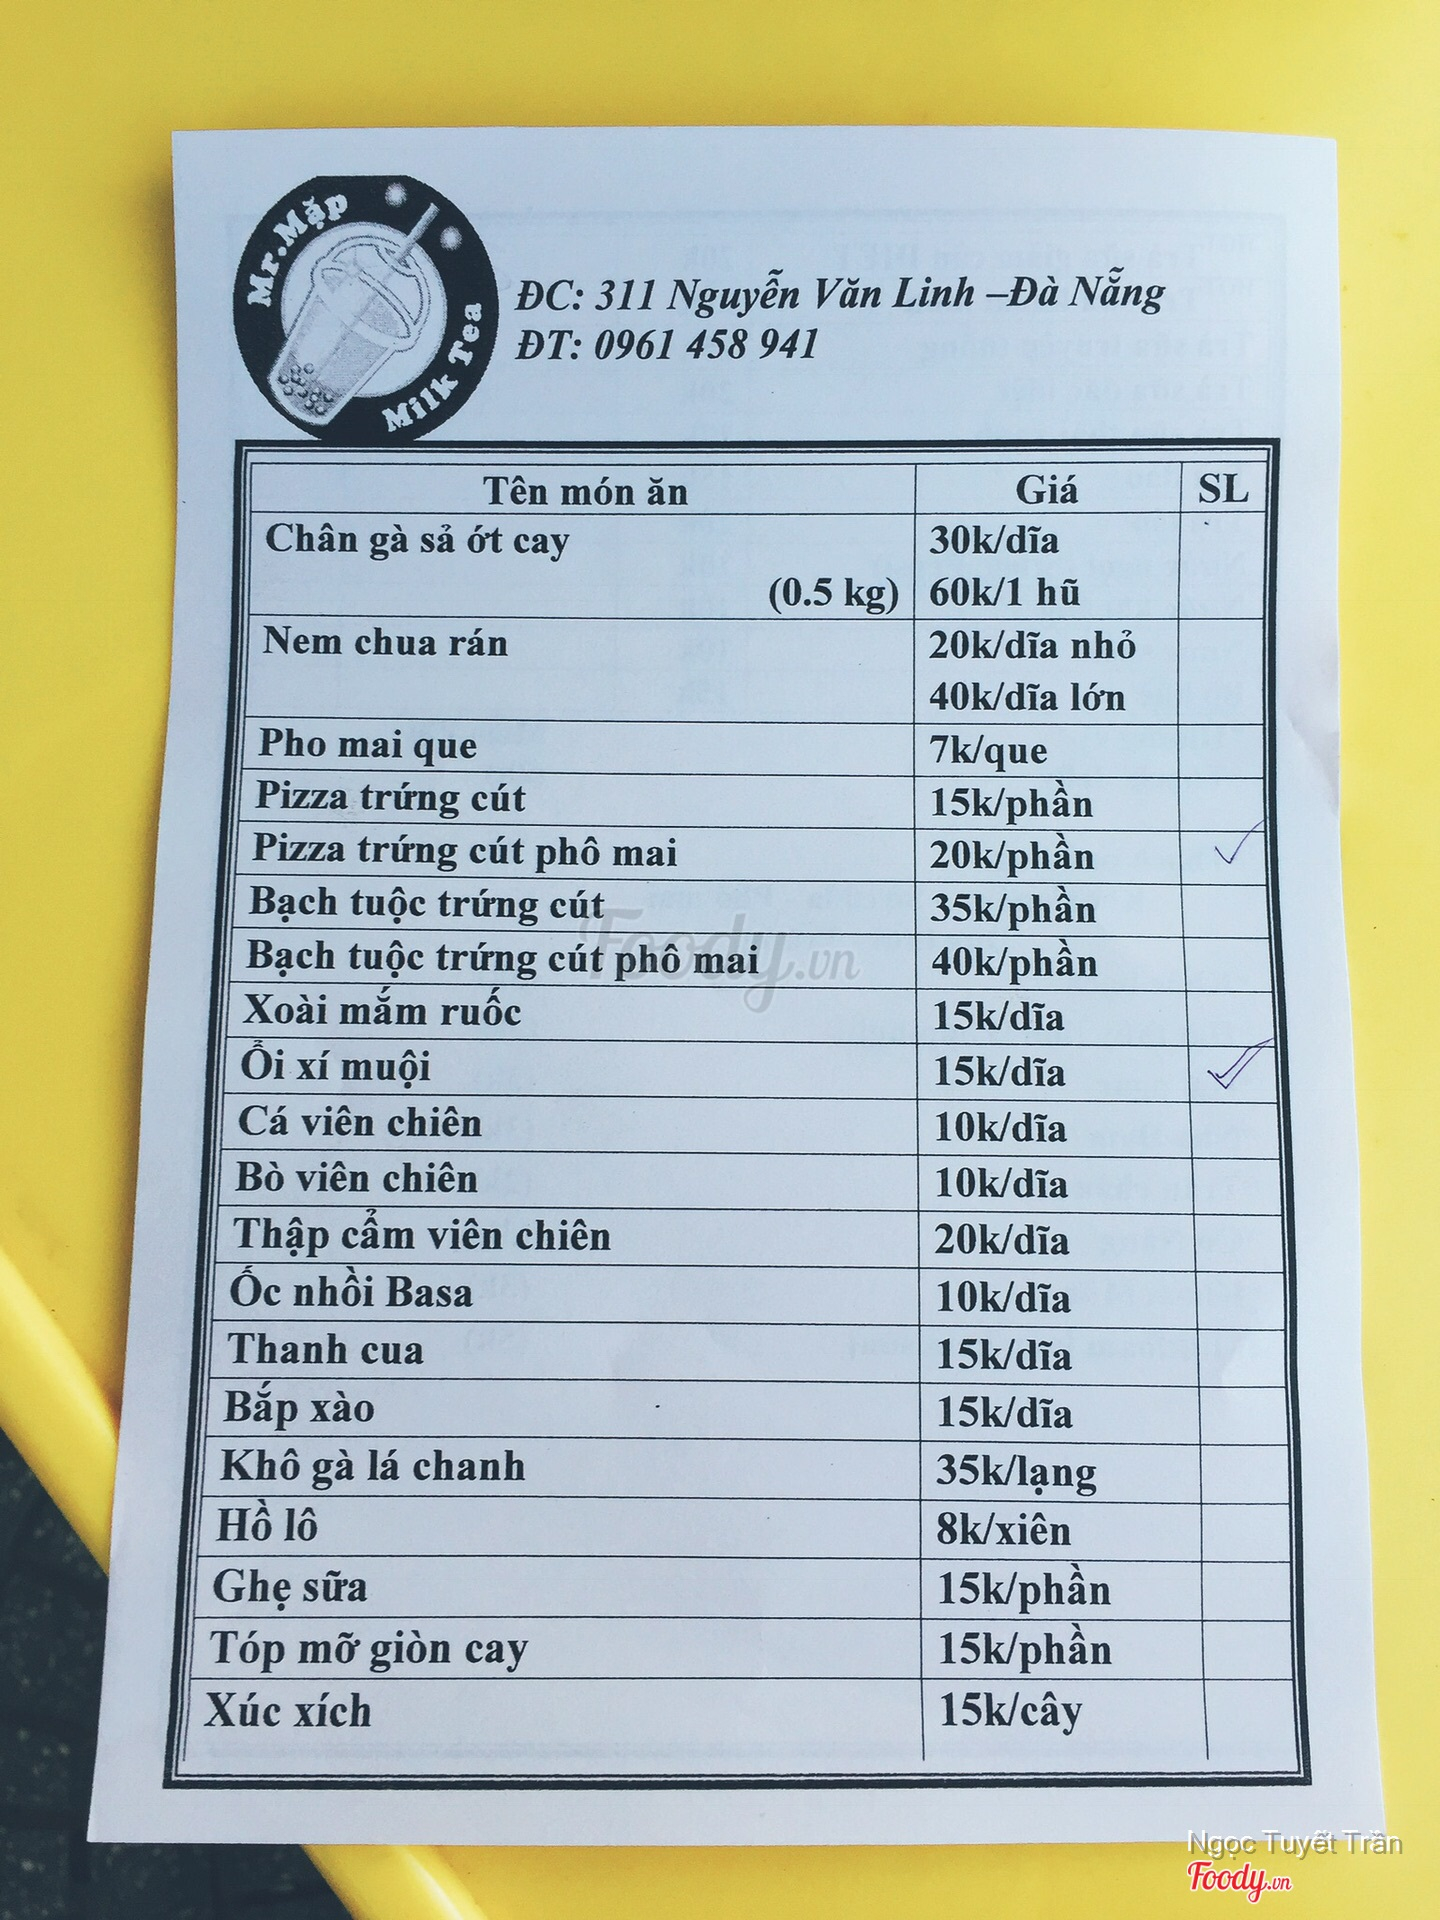 Mr.Mập
Milk Tea
ĐC: 311 Nguyễn Văn Linh –Đà Nẵng
ĐT: 0961 458 941
Tên món ăn Giá SL
Chân gà sả ớt cay 30k/dĩa
(0.5 kg) 60k/1 hũ
Nem chua rán 20k/dĩa nhỏ
40k/dĩa lớn
Pho mai que 7k/que
Pizza trứng cút 15k/phần
Pizza trứng cút phô mai 20k/phần
Bạch tuộc trứng cút 35k/phần
Bạch tuộc trứng cút phô mai 40k/phần
Xoài mắm ruốc 15k/dĩa
Ổi xí muội 15k/dĩa
Cá viên chiên 10k/dĩa
Bò viên chiên 10k/dĩa
Thập cẩm viên chiên 20k/dĩa
Ốc nhồi Basa 10k/dĩa
Thanh cua 15k/dĩa
Bắp xào 15k/dĩa
Khô gà lá chanh 35k/lạng
Hồ lô 8k/xiên
Ghẹ sữa 15k/phần
Tóp mỡ giòn cay 15k/phần
Xúc xích 15k/cây
Foody.vn
Ngọc Tuyết Trần
Foody.vn